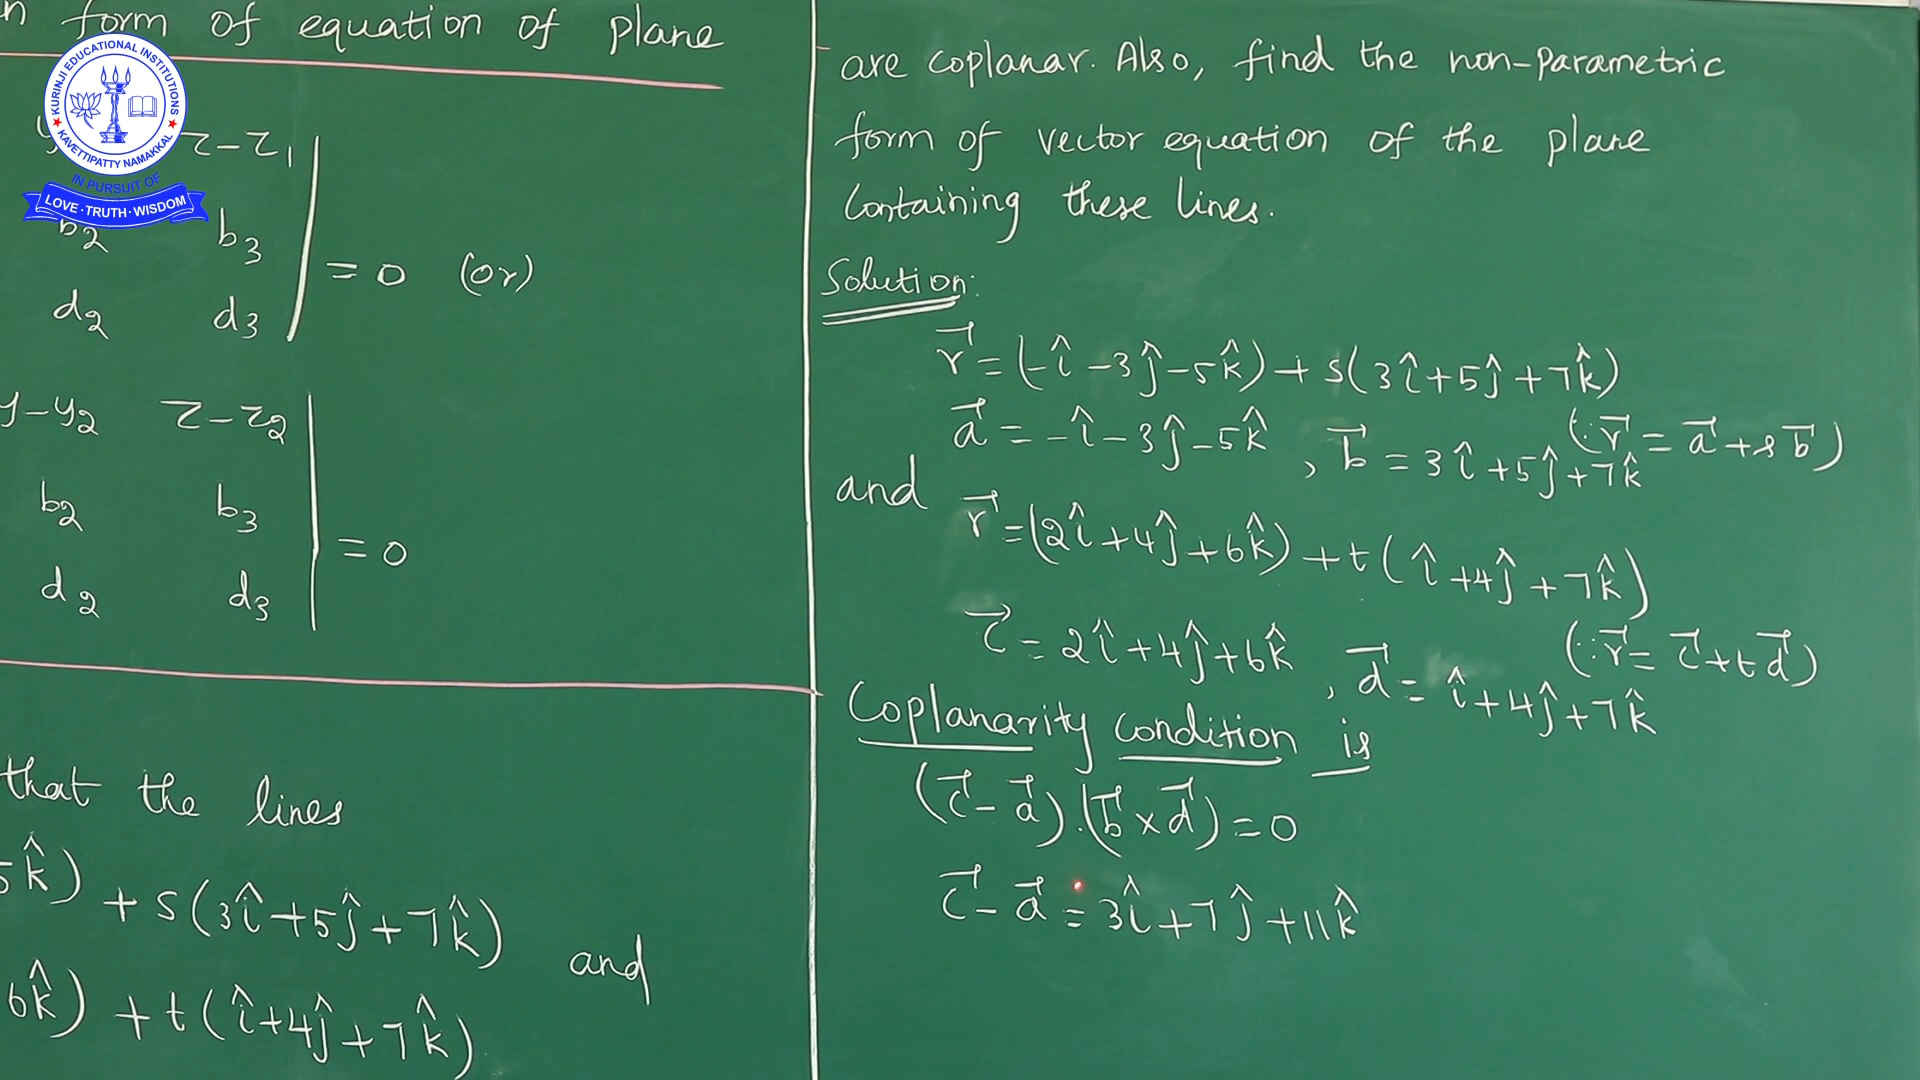 n form of equation of plane
KURINJI EDUCATIONAL INSTITUTIONS
KAVETTIPATTY NAMAKKAL
IN PURSUIT OF
LOVE · TRUTH · WISDOM
z-z₁
b₂ b₃
d₂ d₃
= 0 (or)
y-y₂ z-z₂
b₂ b₃
d₂ d₃
= 0
that the lines
5k̂) + s(3î+5ĵ+7k̂) and
6k̂) + t(î+4ĵ+7k̂)
are coplanar. Also, find the non-parametric
form of vector equation of the plane
containing these lines.
Solution:
r⃗ = (-î-3ĵ-5k̂) + s(3î+5ĵ+7k̂)
a⃗ = -î-3ĵ-5k̂, b⃗ = 3î+5ĵ+7k̂ (∵ r⃗ = a⃗+sb⃗)
and r⃗ = (2î+4ĵ+6k̂) + t(î+4ĵ+7k̂)
c⃗ = 2î+4ĵ+6k̂, d⃗ = î+4ĵ+7k̂ (∵ r⃗ = c⃗+td⃗)
Coplanarity condition is
(c⃗-a⃗).(b⃗×d⃗) = 0
c⃗-a⃗ = 3î+7ĵ+11k̂